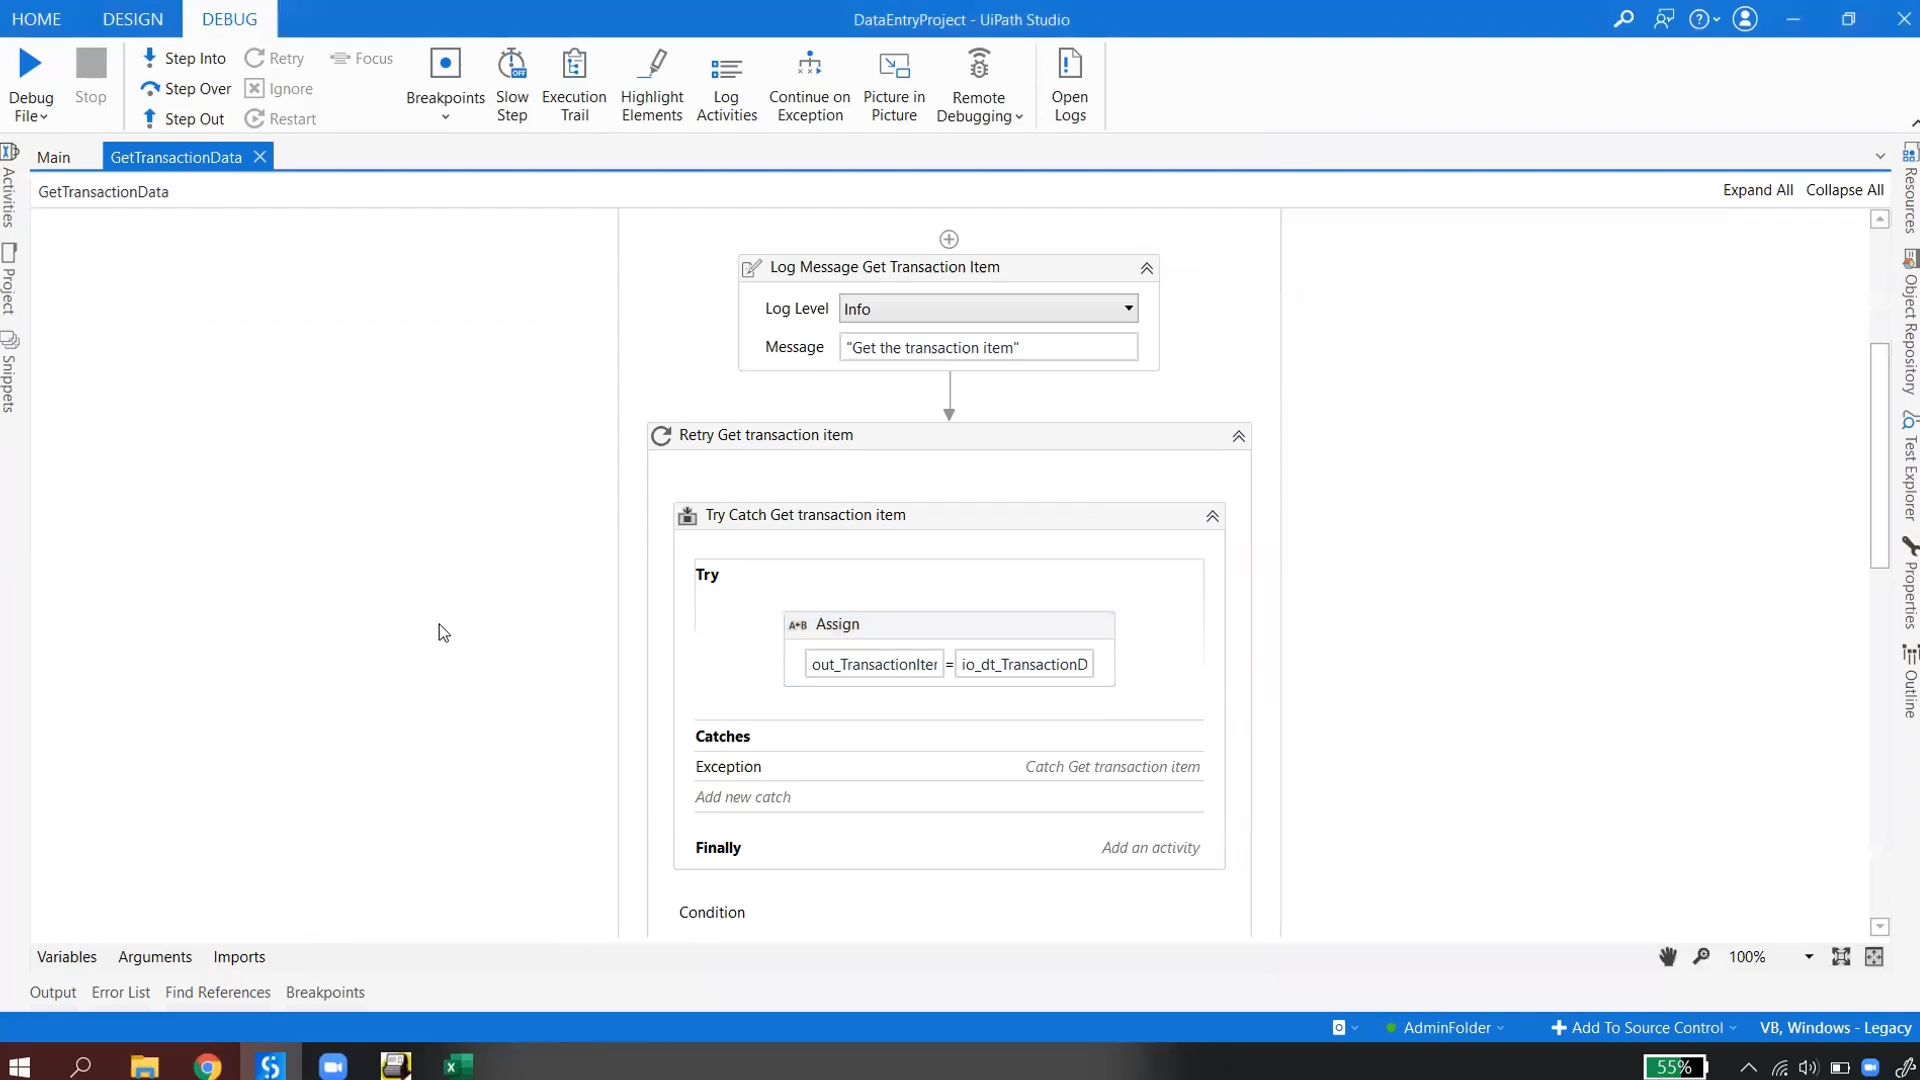 HOME DESIGN DEBUG
DataEntryProject - UiPath Studio
Debug File
Stop
Step Into
Step Over
Step Out
Retry
Ignore
Restart
Focus
Breakpoints
Slow Step
Execution Trail
Highlight Elements
Log Activities
Continue on Exception
Picture in Picture
Remote Debugging
Open Logs
Main GetTransactionData
GetTransactionData
Expand All Collapse All
Activities
Project
Snippets
Resources
Object Repository
Test Explorer
Properties
Outline
Log Message Get Transaction Item
Log Level Info
Message "Get the transaction item"
Retry Get transaction item
Try Catch Get transaction item
Try
A+B Assign
out_TransactionIter = io_dt_TransactionD
Catches
Exception Catch Get transaction item
Add new catch
Finally Add an activity
Condition
Variables Arguments Imports
100%
Output Error List Find References Breakpoints
AdminFolder Add To Source Control VB, Windows - Legacy
55%